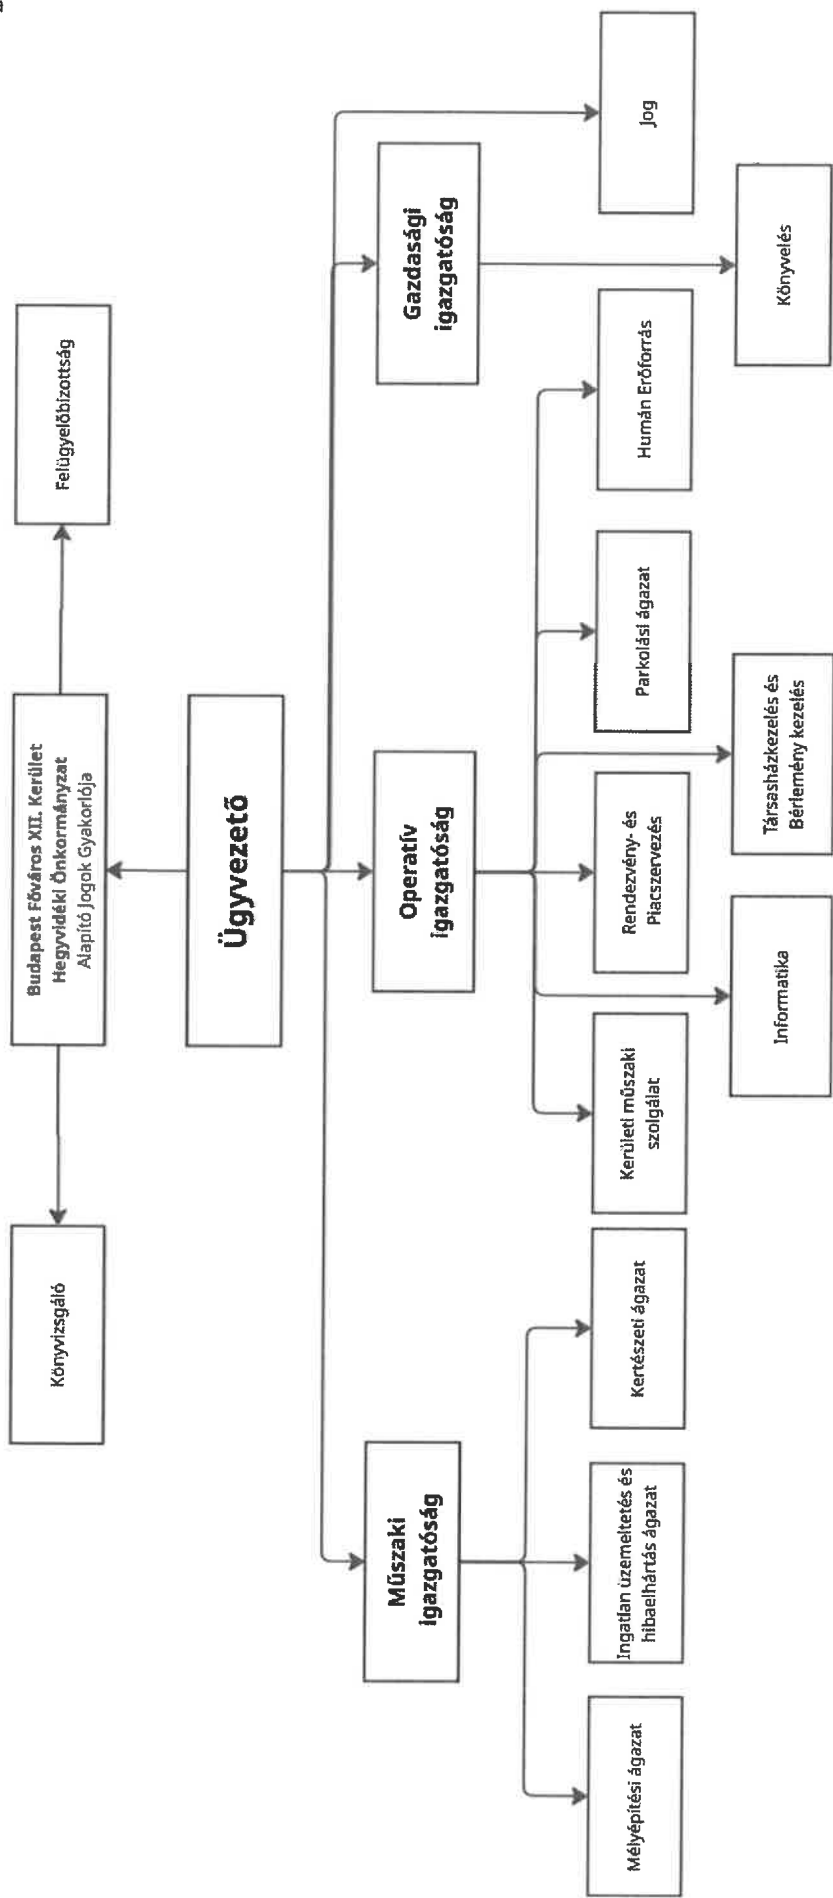 Budapest Főváros XII. Kerület
Hegyvidéki Önkormányzat
Alapító Jogok Gyakorlója
Könyvizsgáló
Felügyelőbizottság
Ügyvezető
Műszaki
igazgatóság
Operatív
igazgatóság
Gazdasági
igazgatóság
Mélyépítési ágazat
Ingatlan üzemeltetés és
hibaelhártás ágazat
Kertészeti ágazat
Kerületi műszaki
szolgálat
Rendezvény- és
Piacszervezés
Parkolási ágazat
Humán Erőforrás
Jog
Informatika
Társasházkezelés és
Bérlemény kezelés
Könyvelés